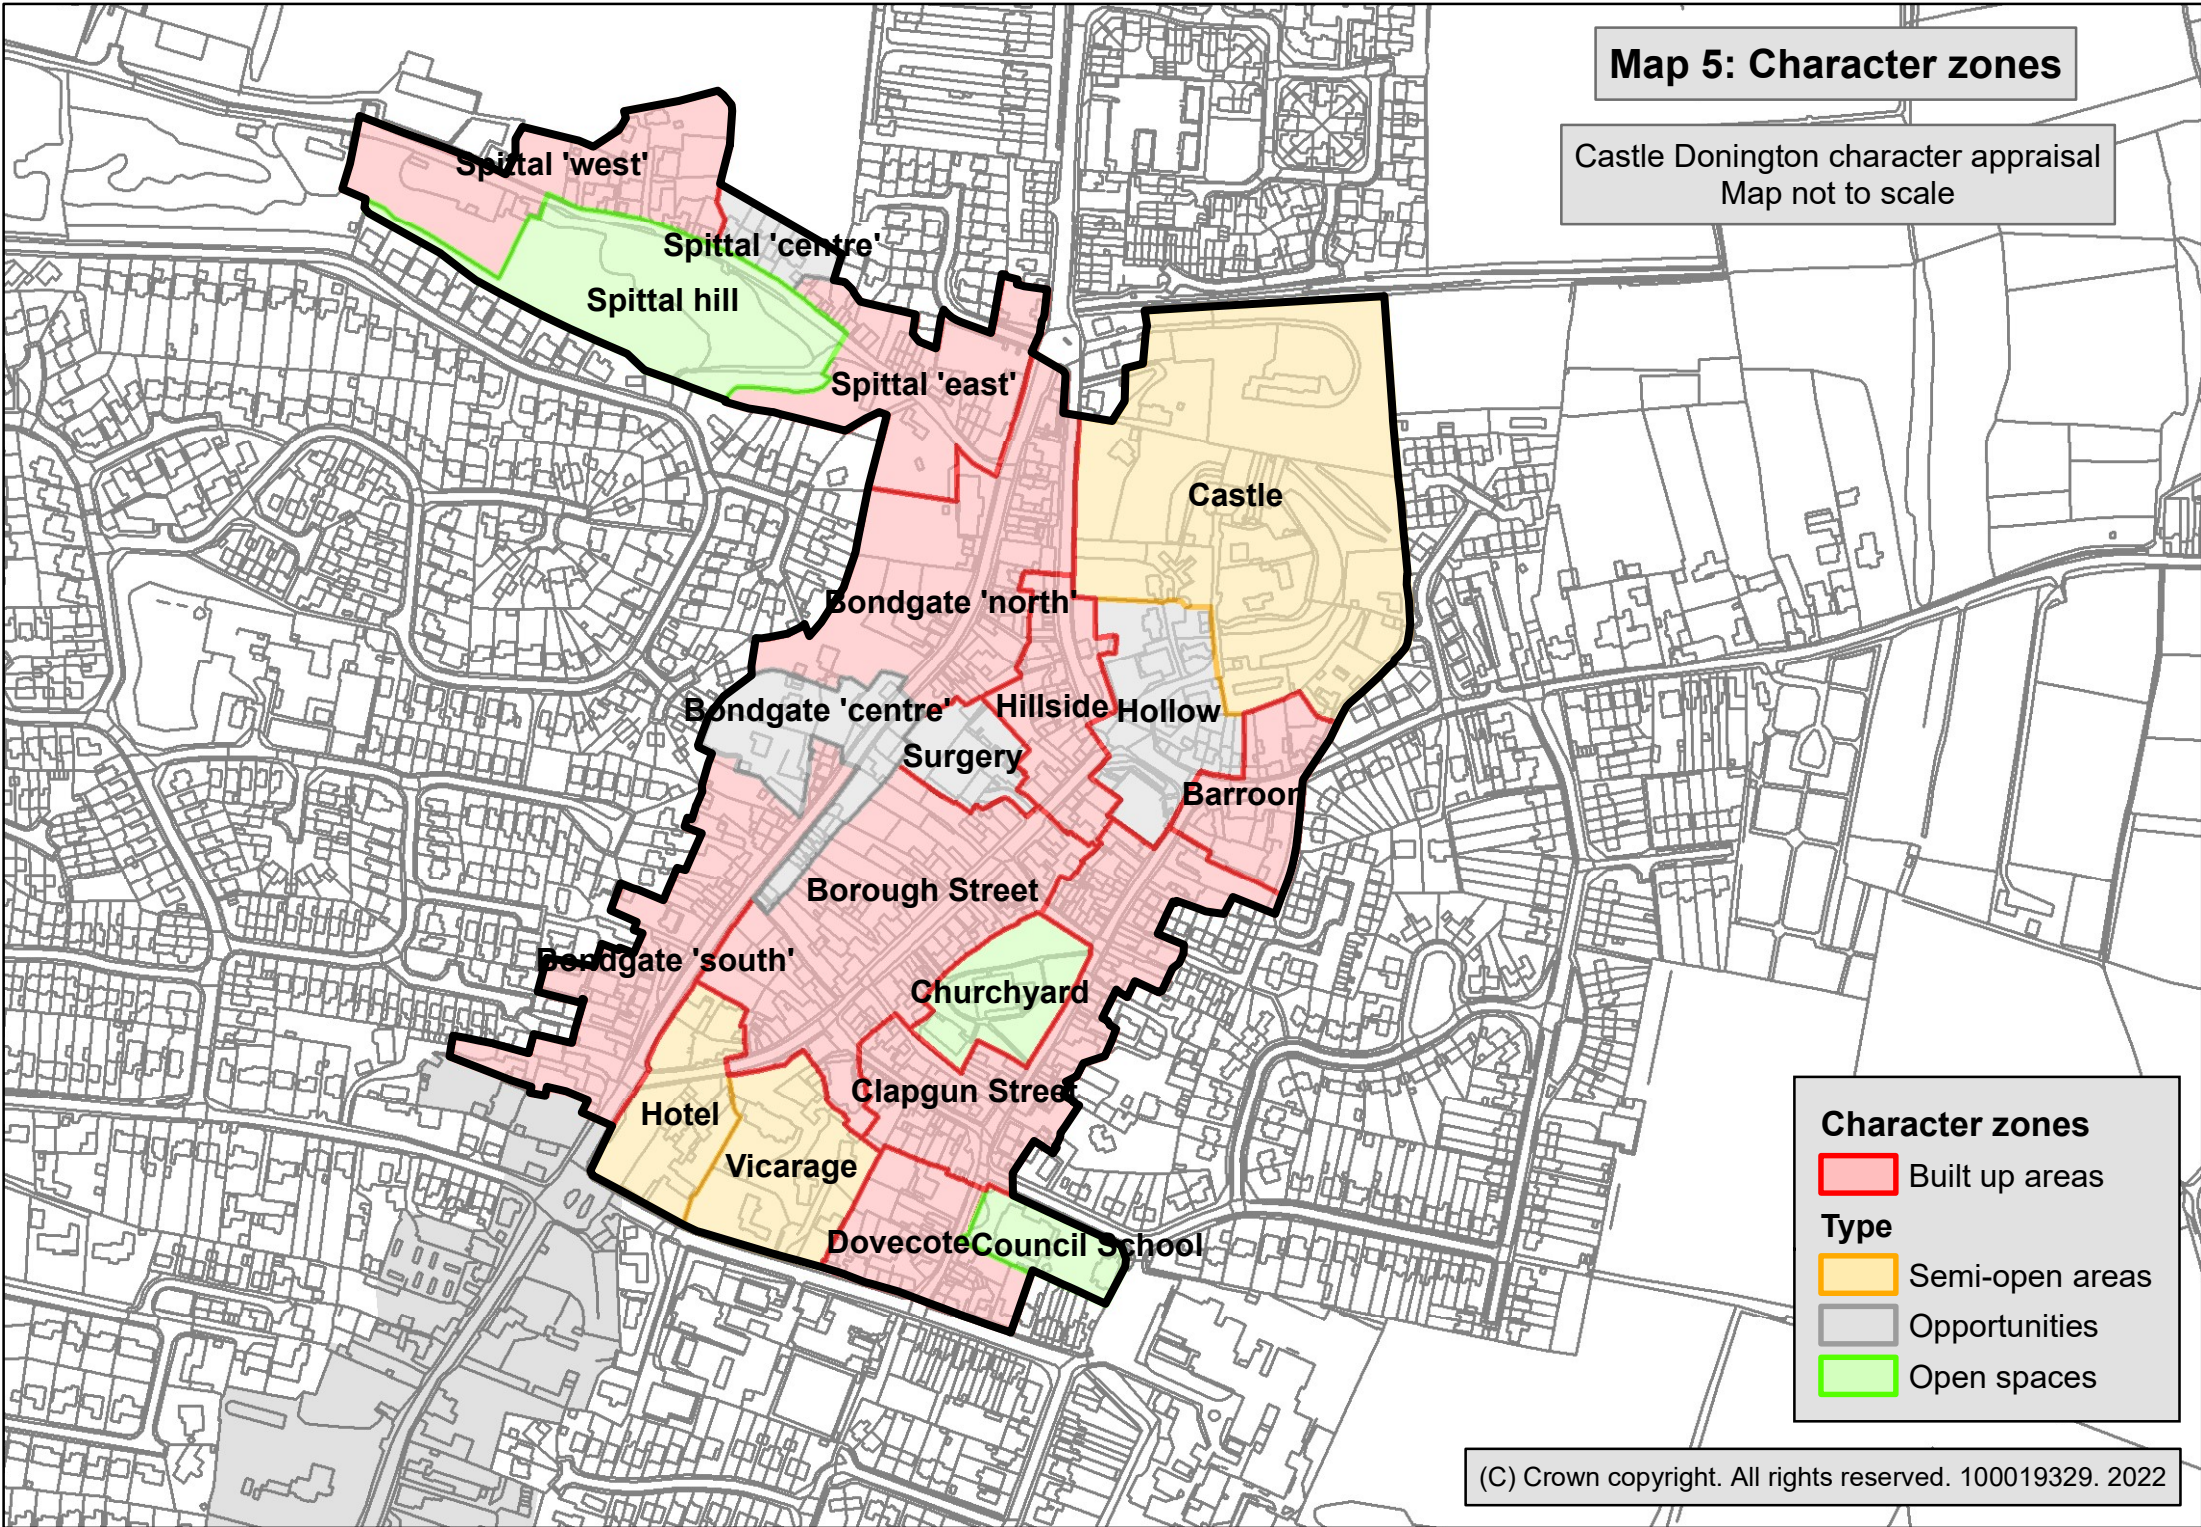 Map 5: Character zones
Castle Donington character appraisal
Map not to scale
Spittal 'west'
Spittal 'centre'
Spittal hill
Spittal 'east'
Castle
Bondgate 'north'
Bondgate 'centre'
Hillside
Hollow
Surgery
Barroon
Borough Street
Bondgate 'south'
Churchyard
Clapgun Street
Hotel
Vicarage
Dovecote
Council School
Character zones
Built up areas
Type
Semi-open areas
Opportunities
Open spaces
(C) Crown copyright. All rights reserved. 100019329. 2022